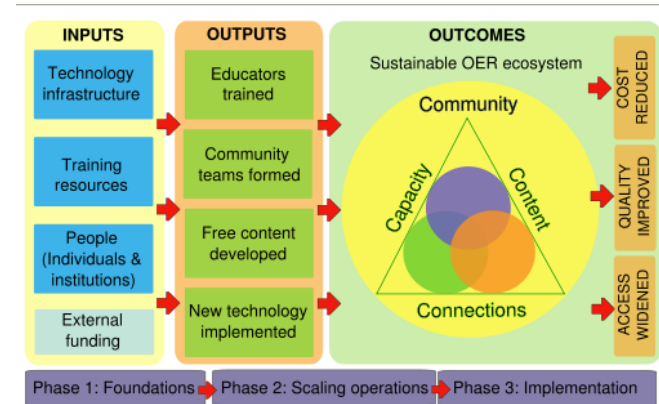 INPUTS
Technology
infrastructure
Training
resources
People
(Individuals &
institutions)
External
funding
OUTPUTS
Educators
trained
Community
teams formed
Free content
developed
New technology
implemented
OUTCOMES
Sustainable OER ecosystem
Community
Capacity
Content
Connections
COST
REDUCED
QUALITY
IMPROVED
ACCESS
WIDENED
Phase 1: Foundations
Phase 2: Scaling operations
Phase 3: Implementation